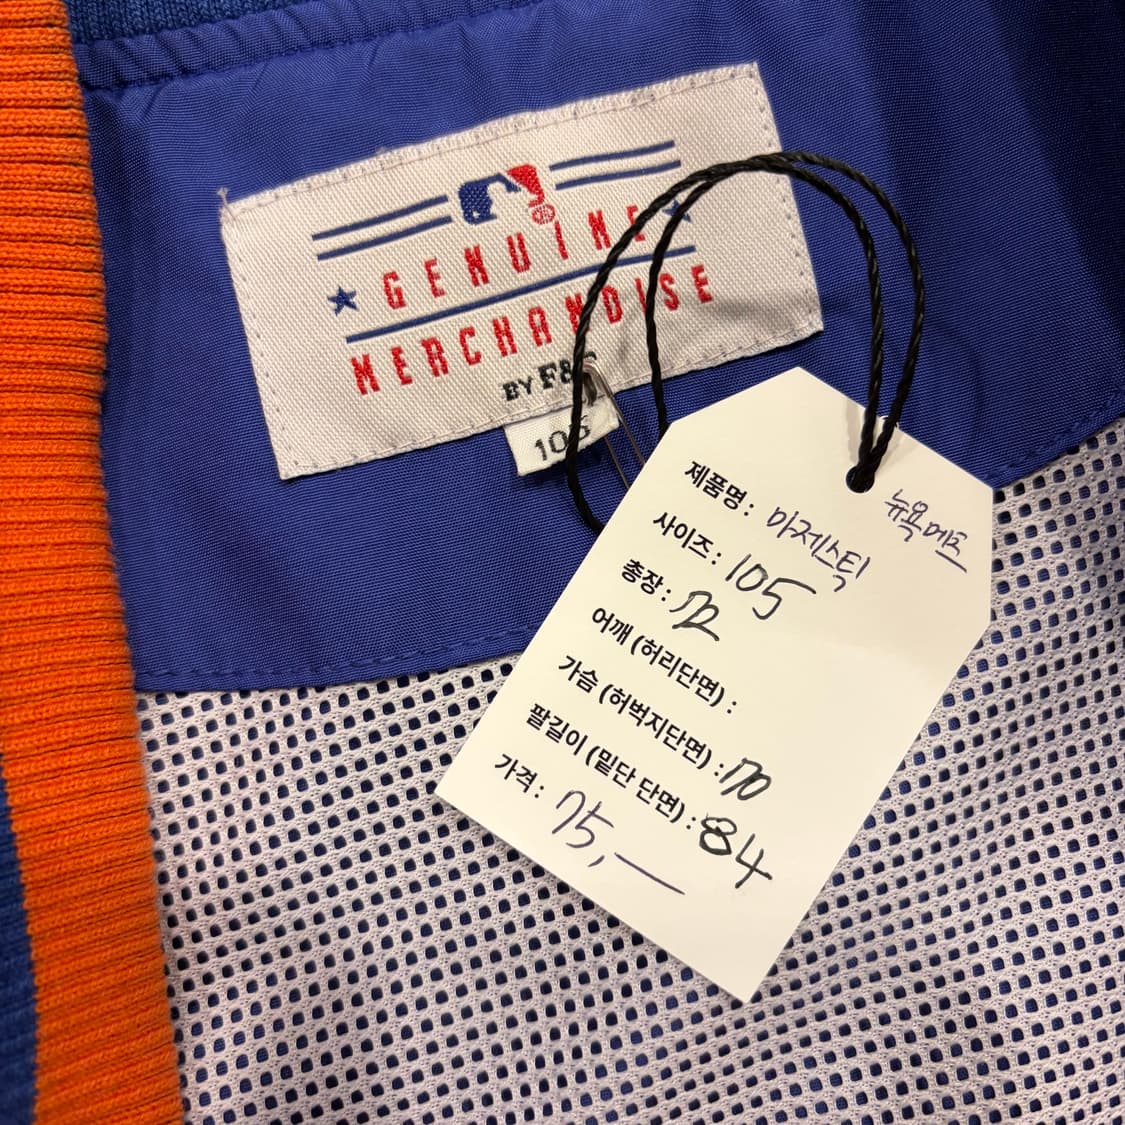 GENUINE
MERCHANDISE
BY F&
105
뉴욕메츠
제품명 : 마제스틱
사이즈 : 105
총장 : 72
어깨 (허리단면) :
가슴 (허벅지단면) : 70
팔길이 (밑단 단면) : 84
가격 : 75,—